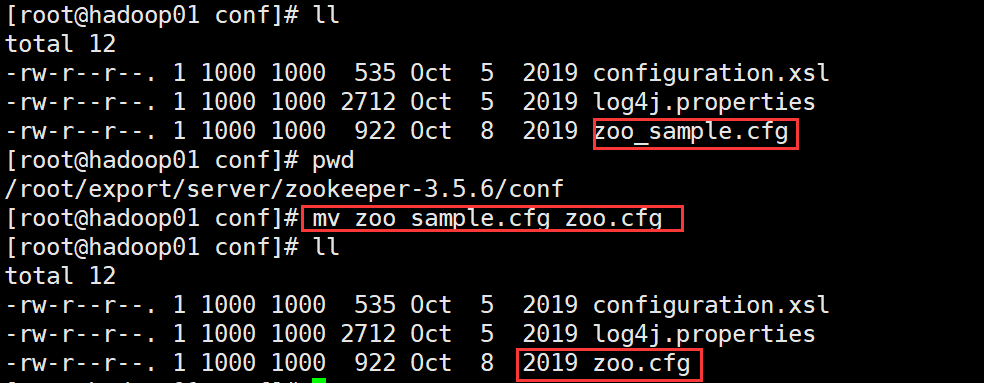 [root@hadoop01 conf]# ll
total 12
-rw-r--r--. 1 1000 1000  535 Oct  5  2019 configuration.xsl
-rw-r--r--. 1 1000 1000 2712 Oct  5  2019 log4j.properties
-rw-r--r--. 1 1000 1000  922 Oct  8  2019 zoo_sample.cfg
[root@hadoop01 conf]# pwd
/root/export/server/zookeeper-3.5.6/conf
[root@hadoop01 conf]# mv zoo_sample.cfg zoo.cfg
[root@hadoop01 conf]# ll
total 12
-rw-r--r--. 1 1000 1000  535 Oct  5  2019 configuration.xsl
-rw-r--r--. 1 1000 1000 2712 Oct  5  2019 log4j.properties
-rw-r--r--. 1 1000 1000  922 Oct  8  2019 zoo.cfg
[root@hadoop01 conf]#